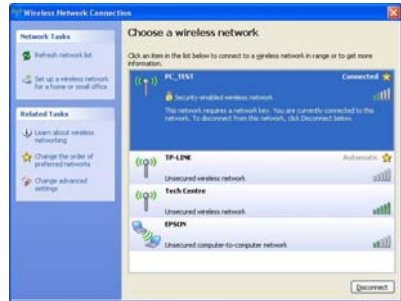 Wireless Network Connection
Network Tasks
Refresh network list
Set up a wireless network
for a home or small office
Related Tasks
Learn about wireless
networking
Change the order of
preferred networks
Change advanced
settings
Choose a wireless network
Click an item in the list below to connect to a wireless network in range or to get more
information.
PC_TEST
Connected
Security-enabled wireless network
This network requires a network key. You are currently connected to this
network. To disconnect from this network, click Disconnect below.
TP-LINK
Automatic
Unsecured wireless network
Tech Centre
Unsecured wireless network
EPSON
Unsecured computer-to-computer network
Disconnect